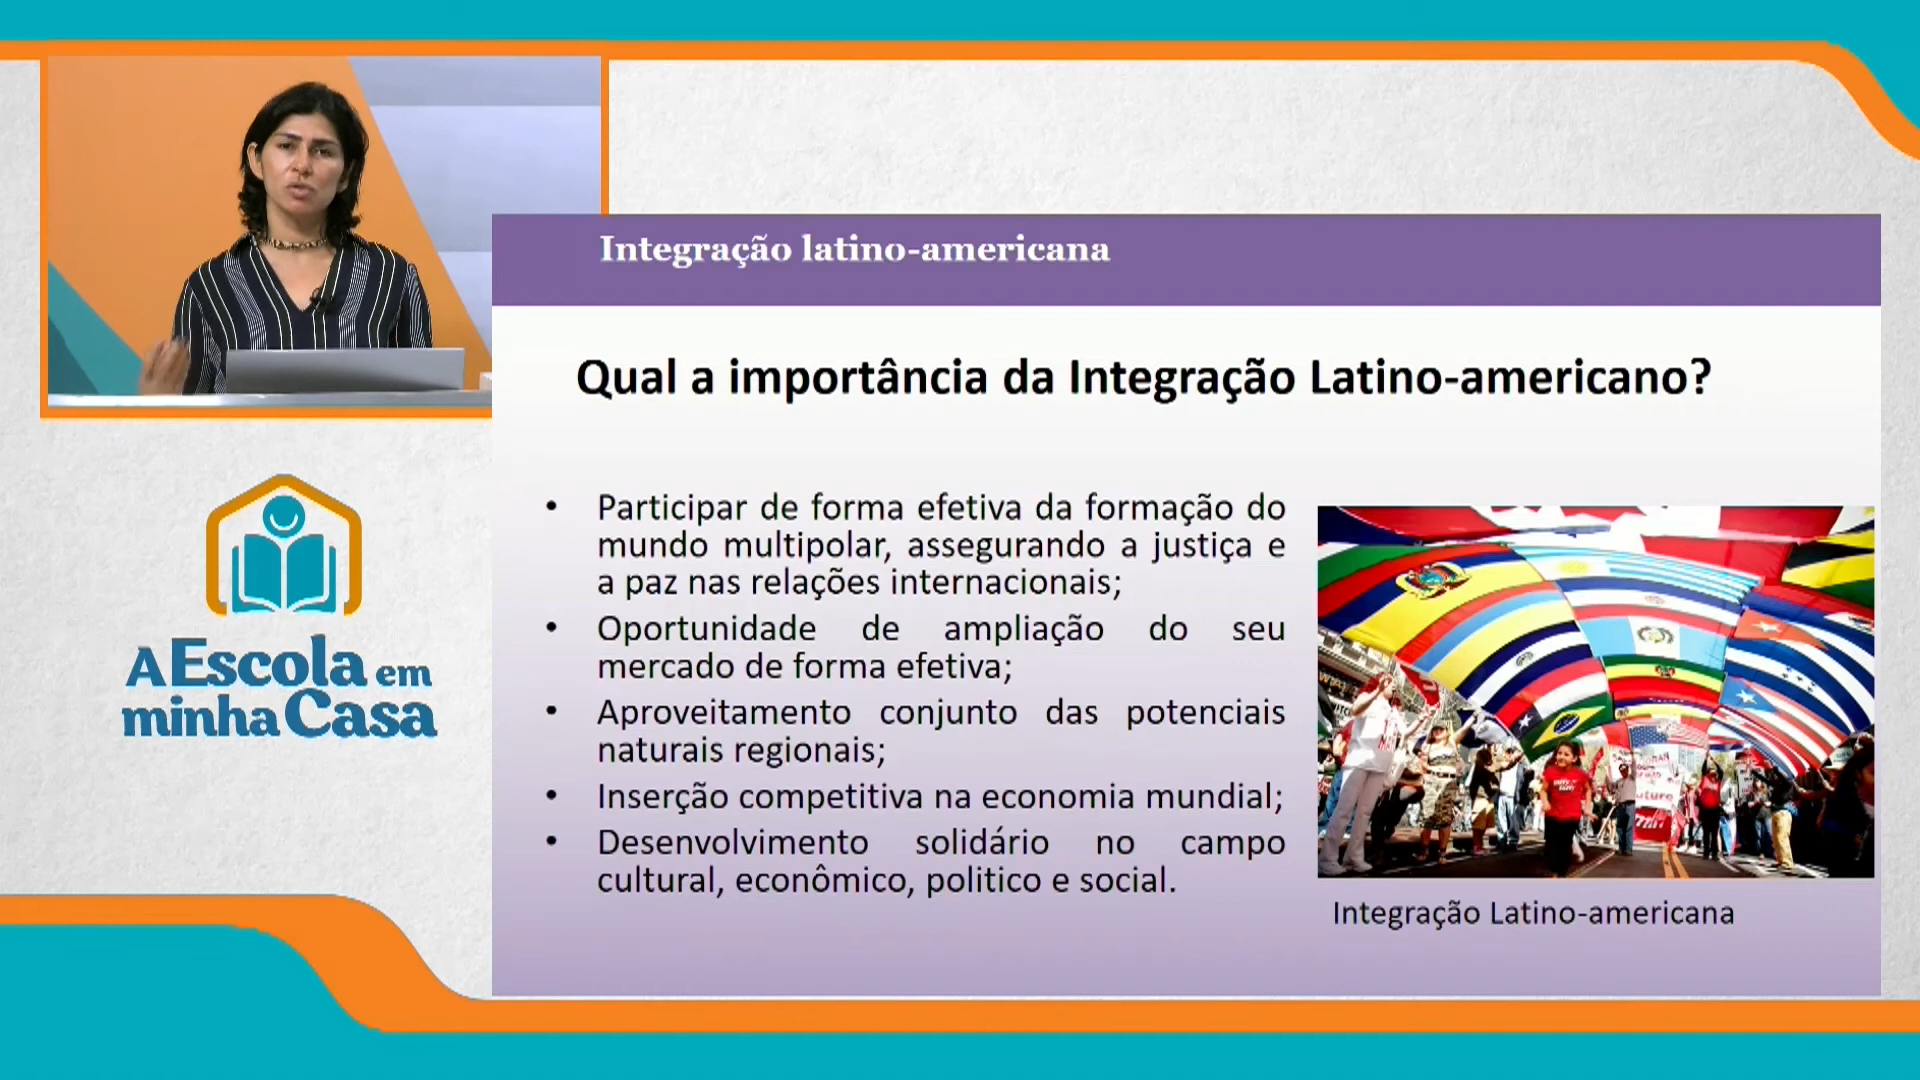 Integração latino-americana
Qual a importância da Integração Latino-americano?
• Participar de forma efetiva da formação do
mundo multipolar, assegurando a justiça e
a paz nas relações internacionais;
• Oportunidade de ampliação do seu
mercado de forma efetiva;
• Aproveitamento conjunto das potenciais
naturais regionais;
• Inserção competitiva na economia mundial;
• Desenvolvimento solidário no campo
cultural, econômico, politico e social.
Integração Latino-americana
A Escola em
minha Casa